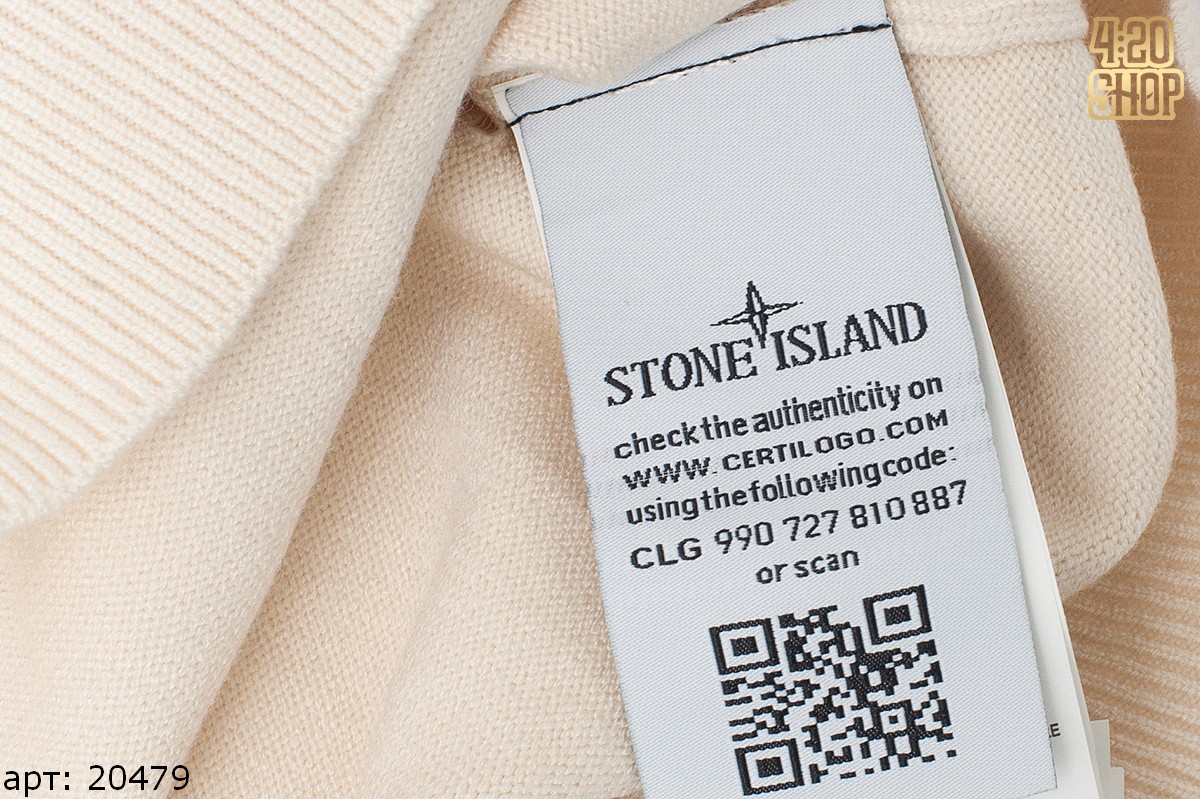 4:20
SHOP
STONE ISLAND
check the authenticity on
WWW.CERTILOGO.COM
using the following code:
CLG 990 727 810 887
or scan
арт: 20479